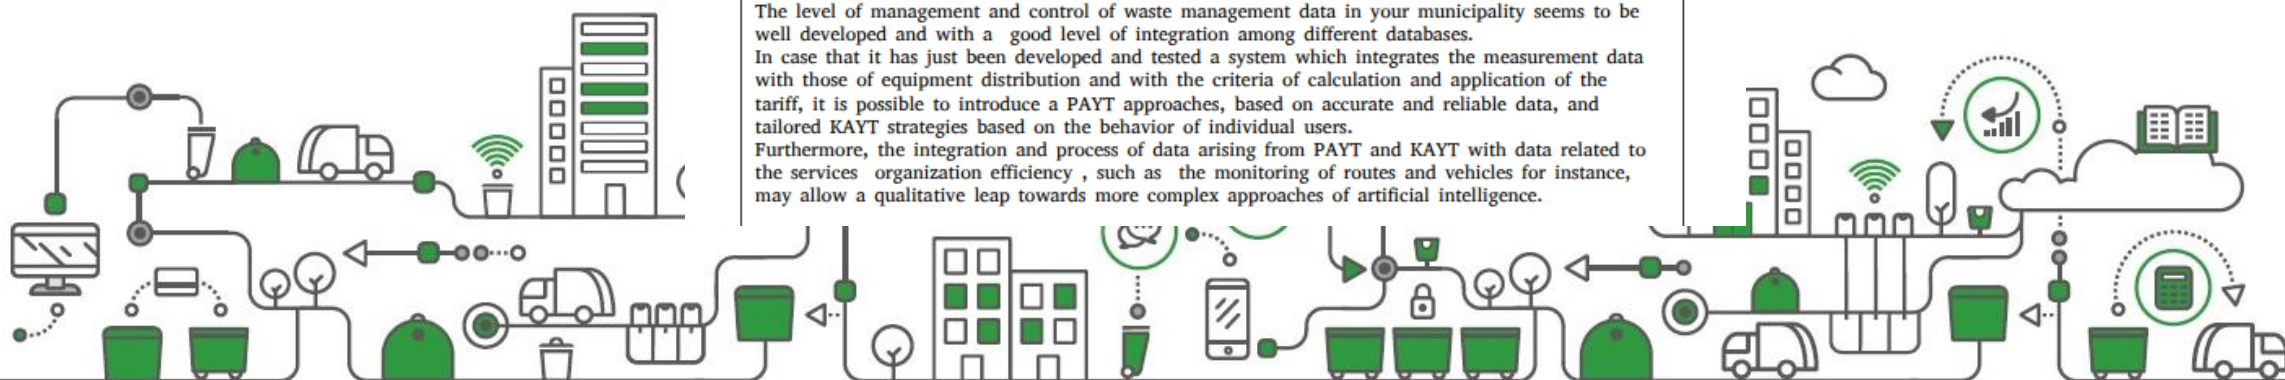 The level of management and control of waste management data in your municipality seems to be
well developed and with a good level of integration among different databases.
In case that it has just been developed and tested a system which integrates the measurement data
with those of equipment distribution and with the criteria of calculation and application of the
tariff, it is possible to introduce a PAYT approaches, based on accurate and reliable data, and
tailored KAYT strategies based on the behavior of individual users.
Furthermore, the integration and process of data arising from PAYT and KAYT with data related to
the services organization efficiency , such as the monitoring of routes and vehicles for instance,
may allow a qualitative leap towards more complex approaches of artificial intelligence.